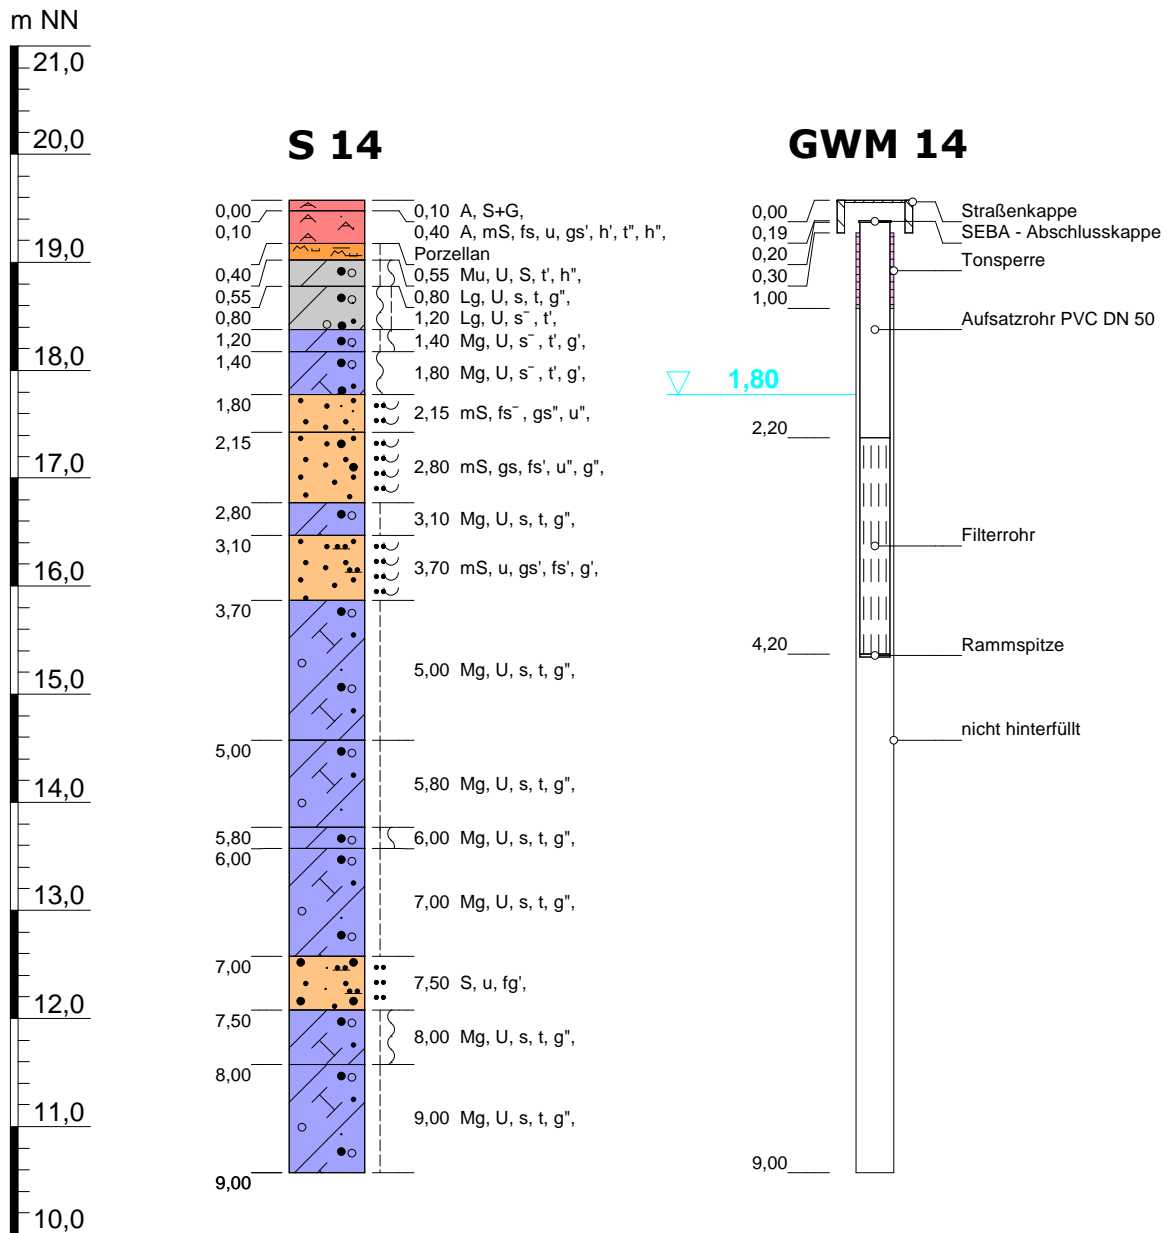 m NN
21,0
20,0
19,0
18,0
17,0
16,0
15,0
14,0
13,0
12,0
11,0
10,0
S 14
0,00
0,10
0,40
0,55
0,80
1,20
1,40
1,80
2,15
2,80
3,10
3,70
5,00
5,80
6,00
7,00
7,50
8,00
9,00
0,10 A, S+G,
0,40 A, mS, fs, u, gs', h', t", h",
Porzellan
0,55 Mu, U, S, t', h",
0,80 Lg, U, s, t, g",
1,20 Lg, U, s¯, t',
1,40 Mg, U, s¯, t', g',
1,80 Mg, U, s¯, t', g',
2,15 mS, fs¯, gs", u",
2,80 mS, gs, fs', u", g",
3,10 Mg, U, s, t, g",
3,70 mS, u, gs', fs', g',
5,00 Mg, U, s, t, g",
5,80 Mg, U, s, t, g",
6,00 Mg, U, s, t, g",
7,00 Mg, U, s, t, g",
7,50 S, u, fg',
8,00 Mg, U, s, t, g",
9,00 Mg, U, s, t, g",
GWM 14
0,00
0,19
0,20
0,30
1,00
1,80
2,20
4,20
9,00
Straßenkappe
SEBA - Abschlusskappe
Tonsperre
Aufsatzrohr PVC DN 50
Filterrohr
Rammspitze
nicht hinterfüllt